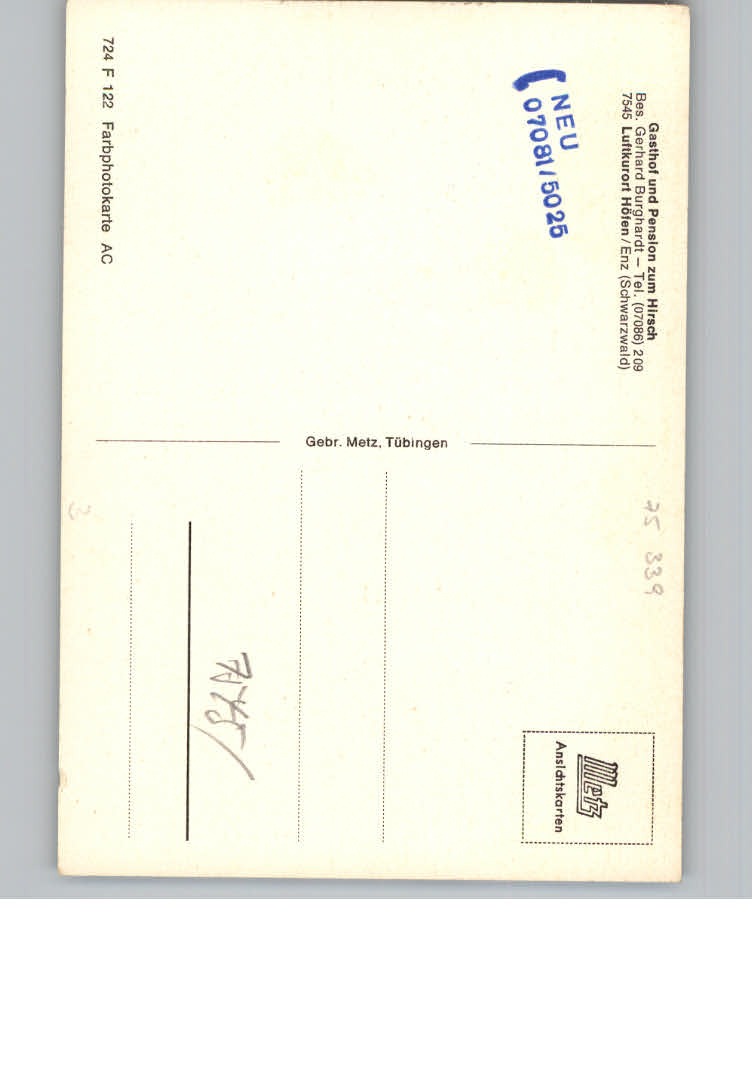 Gasthof und Pension zum Hirsch
Bes. Gerhard Burghardt – Tel. (07086) 209
7545 Luftkurort Höfen / Enz (Schwarzwald)
NEU
07081/5025
724 F 122 Farbphotokarte AC
Gebr. Metz, Tübingen
75 339
Metz
Ansichtskarten
3